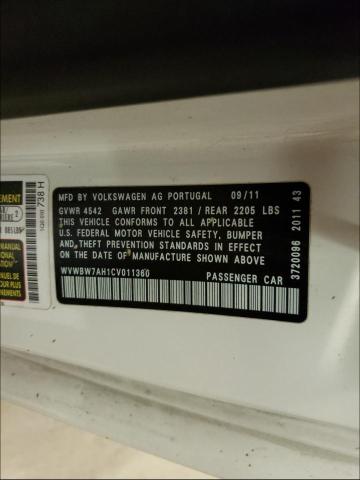 MFD BY VOLKSWAGEN AG PORTUGAL 09/11
GVWR 4542 GAWR FRONT 2381 / REAR 2205 LBS
THIS VEHICLE CONFORMS TO ALL APPLICABLE
U.S. FEDERAL MOTOR VEHICLE SAFETY, BUMPER
AND THEFT PREVENTION STANDARDS IN EFFECT
ON THE DATE OF MANUFACTURE SHOWN ABOVE
WVWBW7AH1CV011360 PASSENGER CAR
3720086 2011 43
738 H